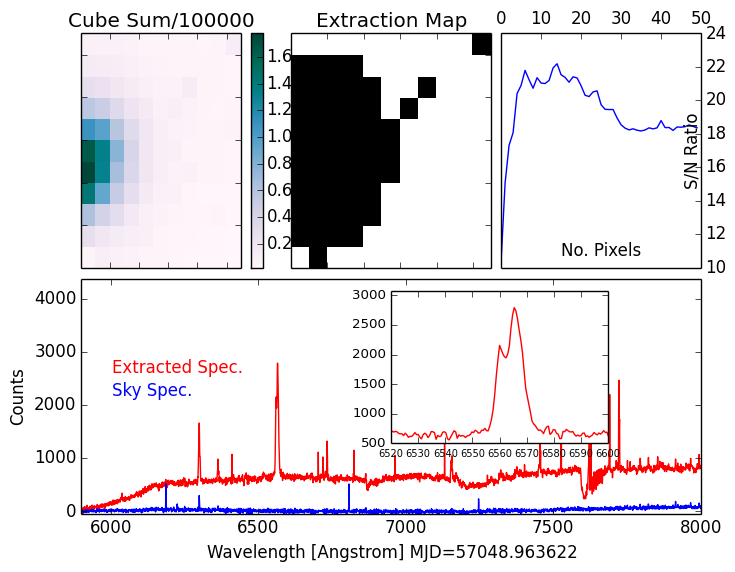 Cube Sum/100000
1.6
1.4
1.2
1.0
0.8
0.6
0.4
0.2
Extraction Map
0 10 20 30 40 50
24
22
20
18
16
14
12
10
S/N Ratio
No. Pixels
4000
3000
2000
1000
0
Counts
Extracted Spec.
Sky Spec.
3000
2500
2000
1500
1000
500
6520 6530 6540 6550 6560 6570 6580 6590 6600
6000 6500 7000 7500 8000
Wavelength [Angstrom] MJD=57048.963622